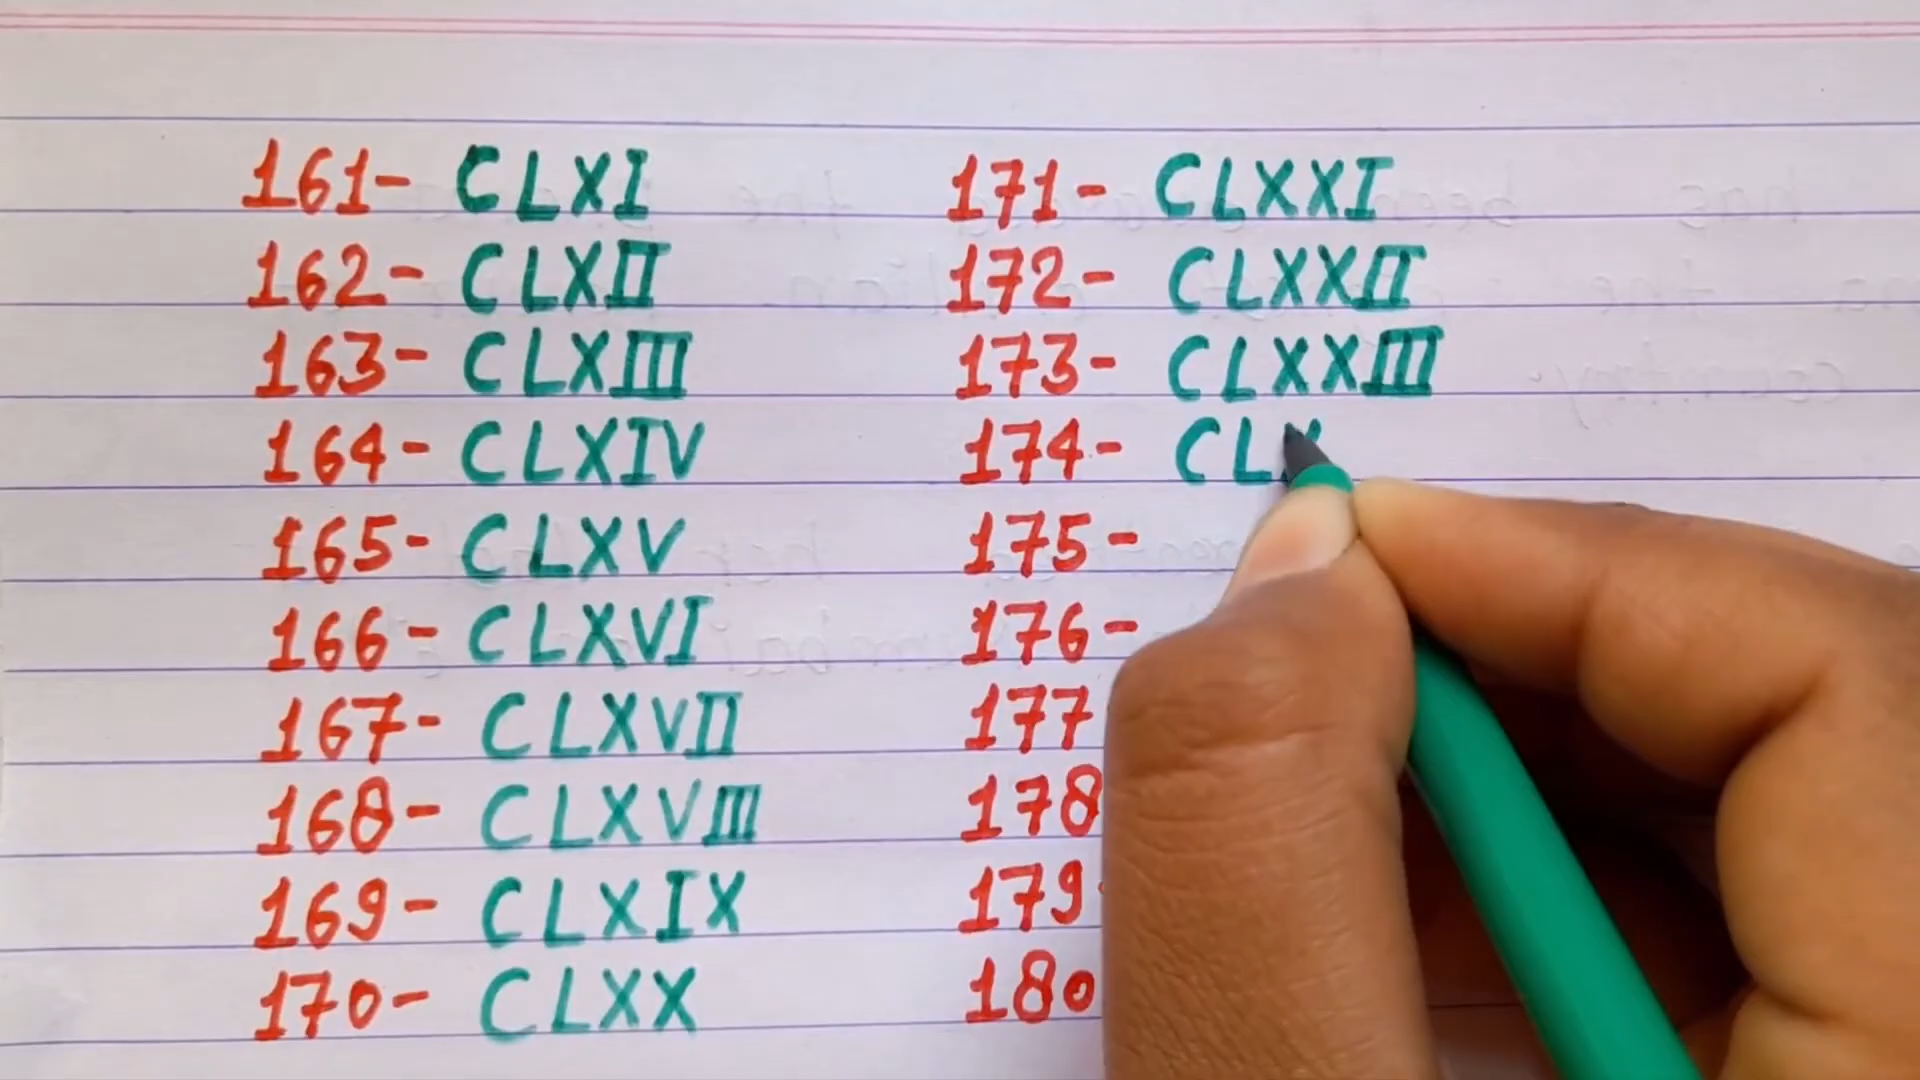 161- CLXI
162- CLXII
163- CLXIII
164- CLXIV
165- CLXV
166- CLXVI
167- CLXVII
168- CLXVIII
169- CLXIX
170- CLXX
171- CLXXI
172- CLXXII
173- CLXXIII
174- CLX
175-
176-
177
178
179-
180